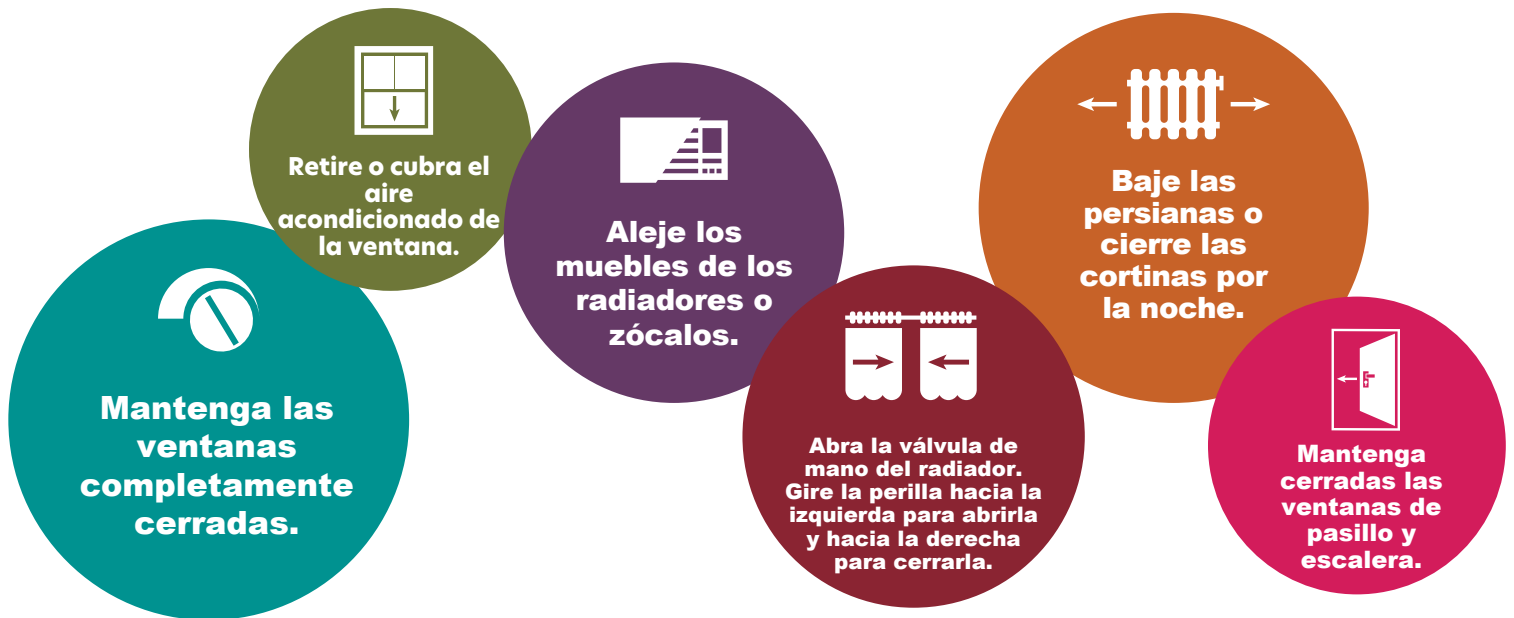 Mantenga las
ventanas
completamente
cerradas.
Retire o cubra el
aire
acondicionado de
la ventana.
Aleje los
muebles de los
radiadores o
zócalos.
Abra la válvula de
mano del radiador.
Gire la perilla hacia la
izquierda para abrirla
y hacia la derecha
para cerrarla.
Baje las
persianas o
cierre las
cortinas por
la noche.
Mantenga
cerradas las
ventanas de
pasillo y
escalera.